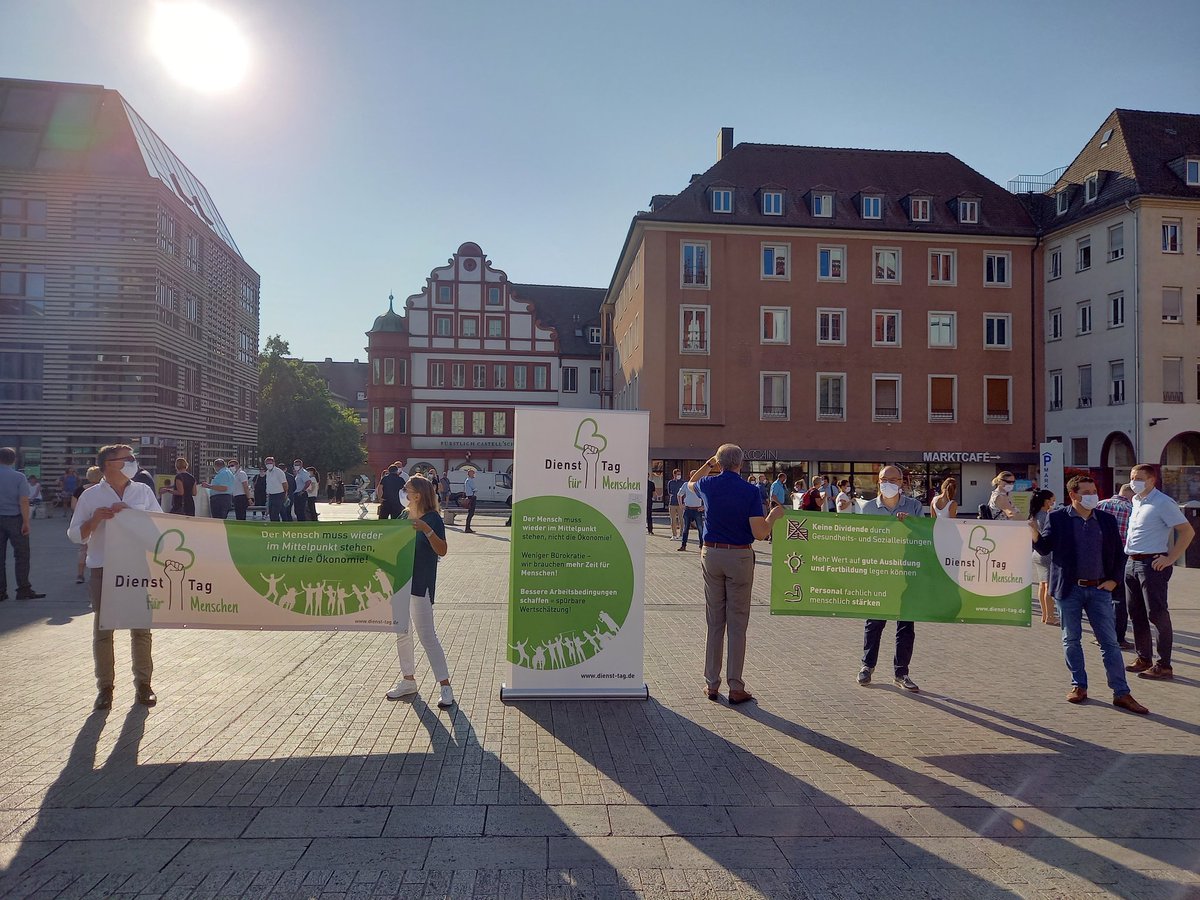 FÜRSTLICH CASTELL'SCHE
MARKTCAFÉ
P
MARKT
Dienst Tag
für Menschen
Der Mensch muss wieder
im Mittelpunkt stehen,
nicht die Ökonomie!
www.dienst-tag.de
Dienst Tag
für Menschen
Der Mensch muss
wieder im Mittelpunkt stehen,
nicht die Ökonomie!
Weniger Bürokratie –
wir brauchen mehr Zeit für
Menschen!
Bessere Arbeitsbedingungen
schaffen = spürbare
Wertschätzung!
www.dienst-tag.de
Keine Dividende durch
Gesundheits- und Sozialleistungen
Mehr Wert auf gute Ausbildung
und Fortbildung legen können
Personal fachlich und
menschlich stärken
Dienst Tag
für Menschen
www.dienst-tag.de